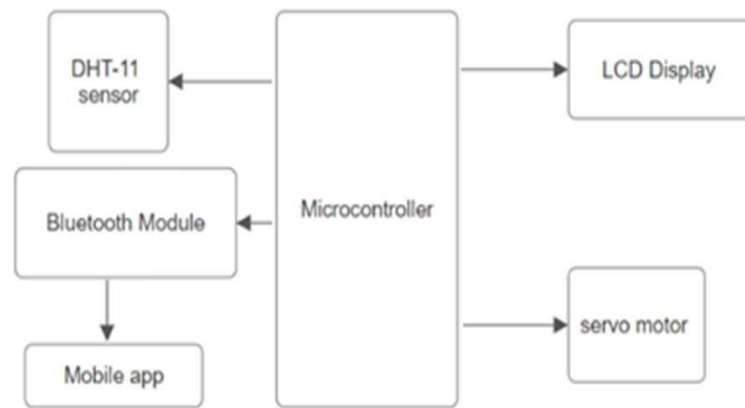 DHT-11
sensor
LCD Display
Bluetooth Module
Microcontroller
Mobile app
servo motor